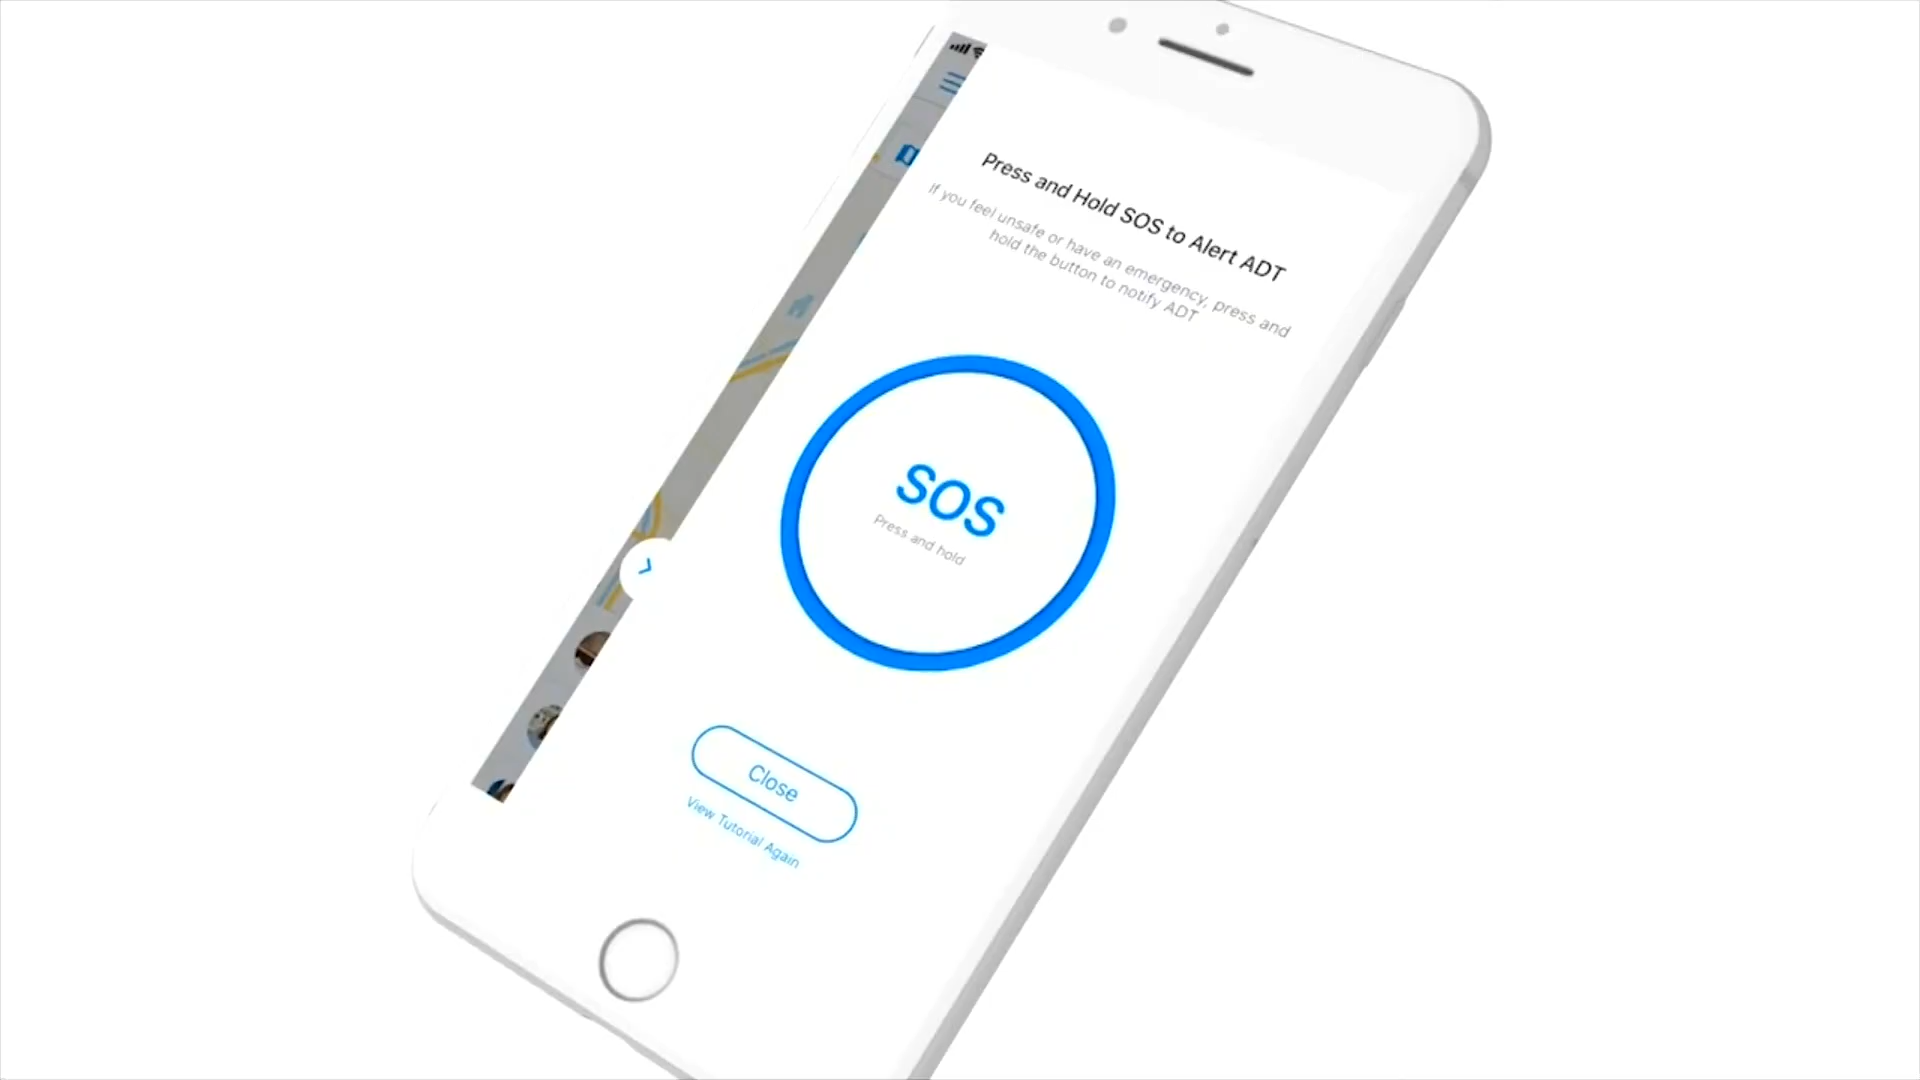 Press and Hold SOS to Alert ADT
If you feel unsafe or have an emergency, press and
hold the button to notify ADT
SOS
Press and hold
Close
View Tutorial Again